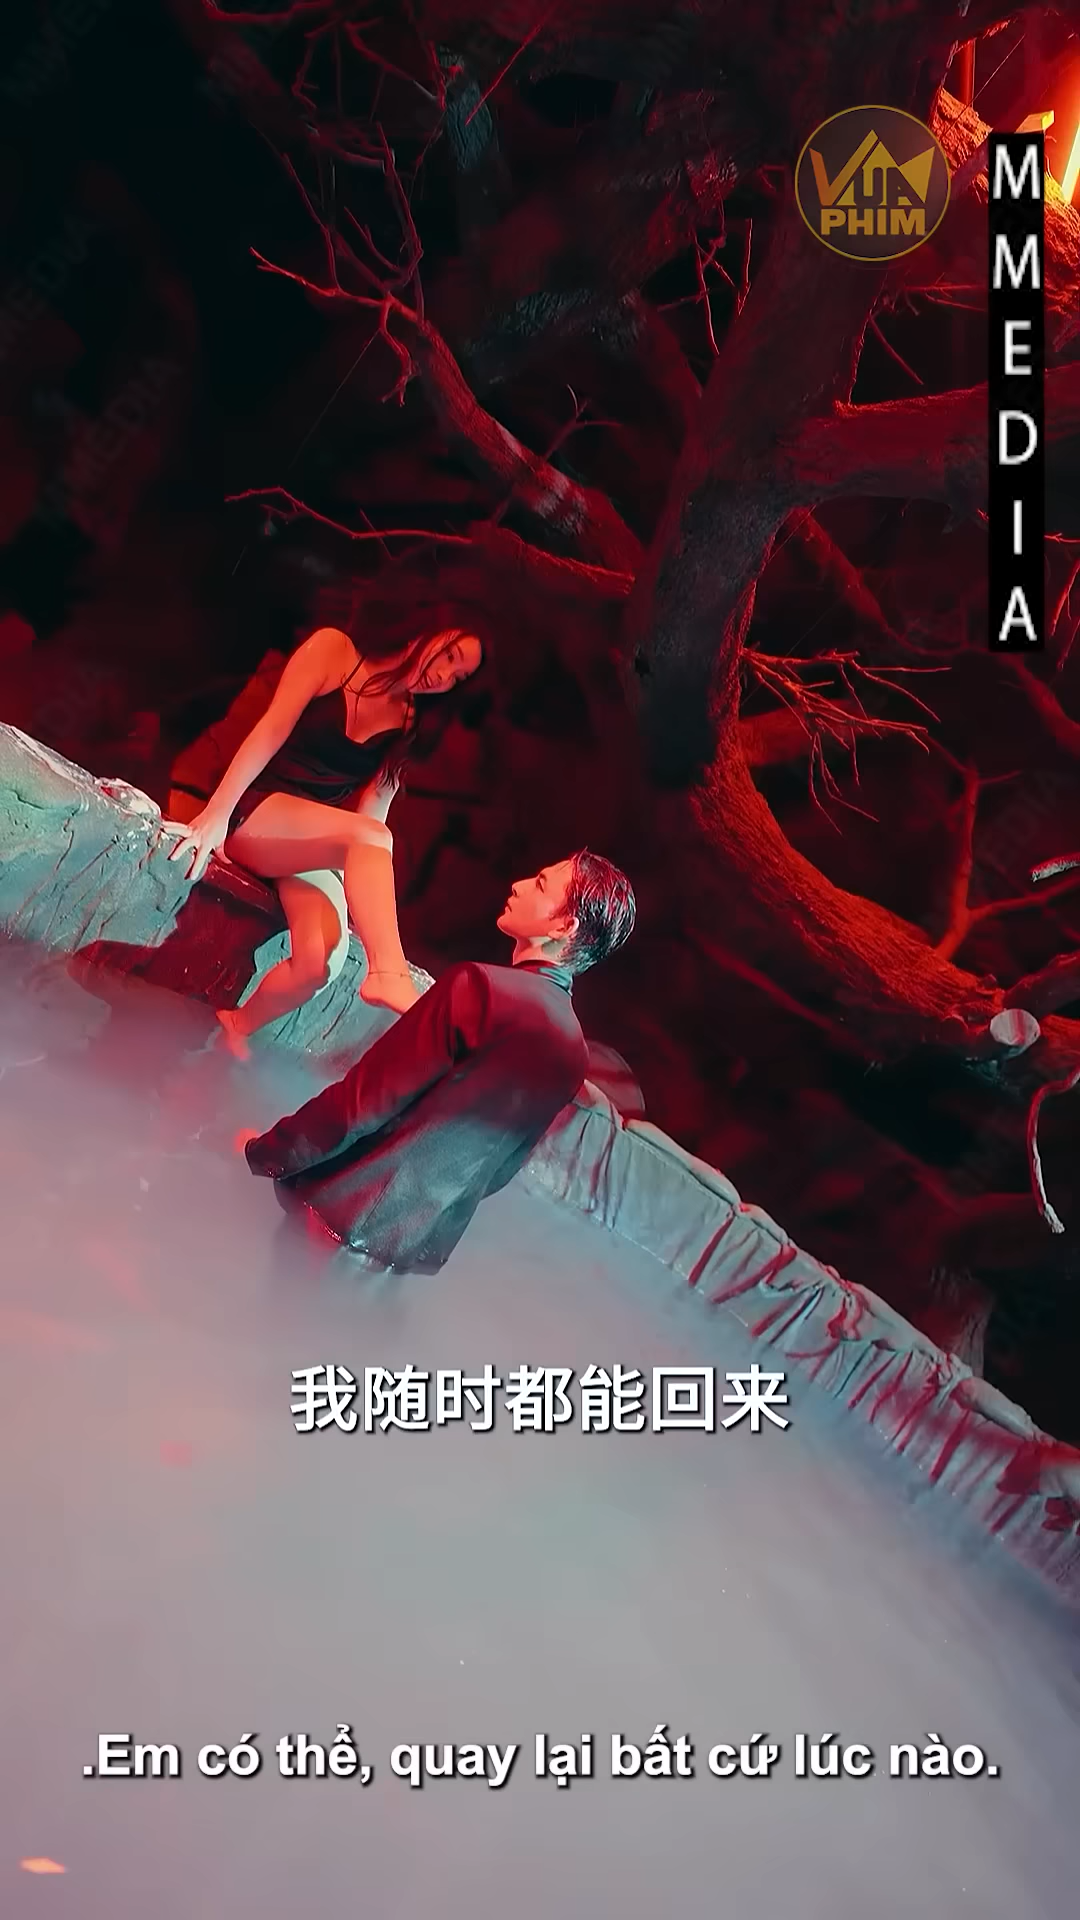 VUA
PHIM
MMEDIA
我随时都能回来
.Em có thể, quay lại bất cứ lúc nào.